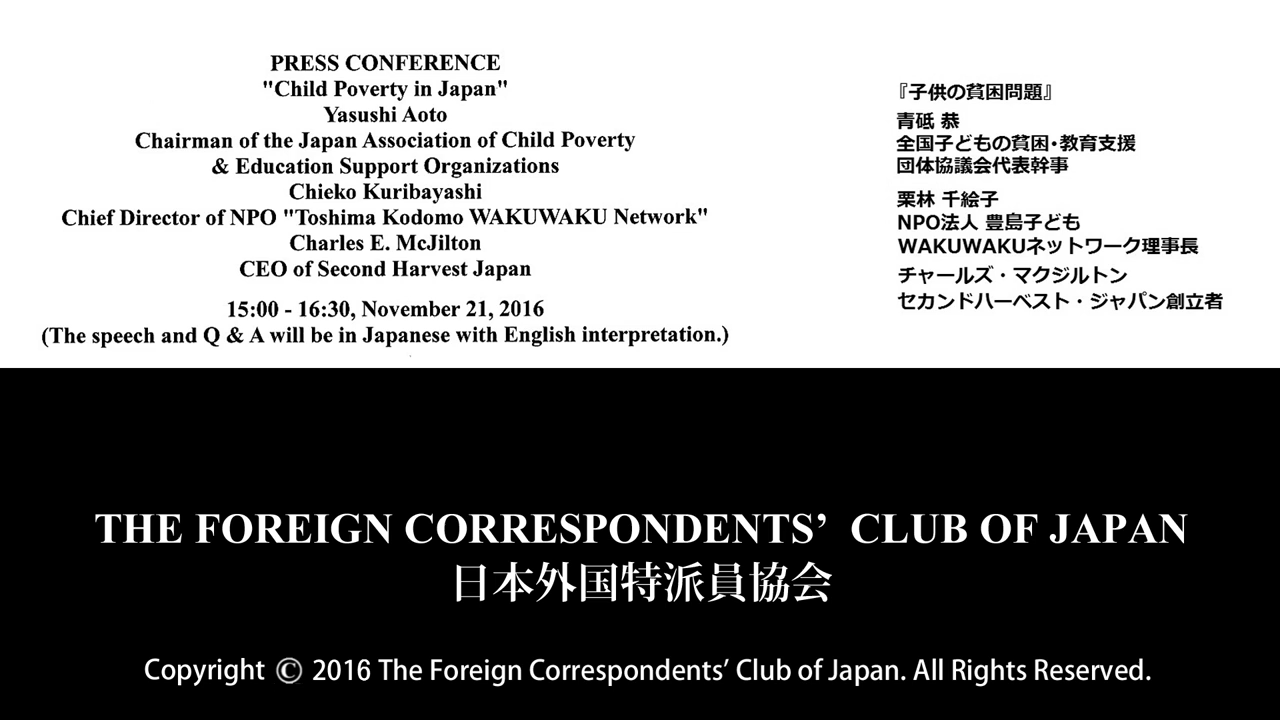 PRESS CONFERENCE
"Child Poverty in Japan"
Yasushi Aoto
Chairman of the Japan Association of Child Poverty
& Education Support Organizations
Chieko Kuribayashi
Chief Director of NPO "Toshima Kodomo WAKUWAKU Network"
Charles E. McJilton
CEO of Second Harvest Japan
15:00 - 16:30, November 21, 2016
(The speech and Q & A will be in Japanese with English interpretation.)
『子供の貧困問題』
青砥 恭
全国子どもの貧困・教育支援
団体協議会代表幹事
栗林 千絵子
NPO法人 豊島子ども
WAKUWAKUネットワーク理事長
チャールズ・マクジルトン
セカンドハーベスト・ジャパン創立者
THE FOREIGN CORRESPONDENTS’ CLUB OF JAPAN
日本外国特派員協会
Copyright © 2016 The Foreign Correspondents’ Club of Japan. All Rights Reserved.